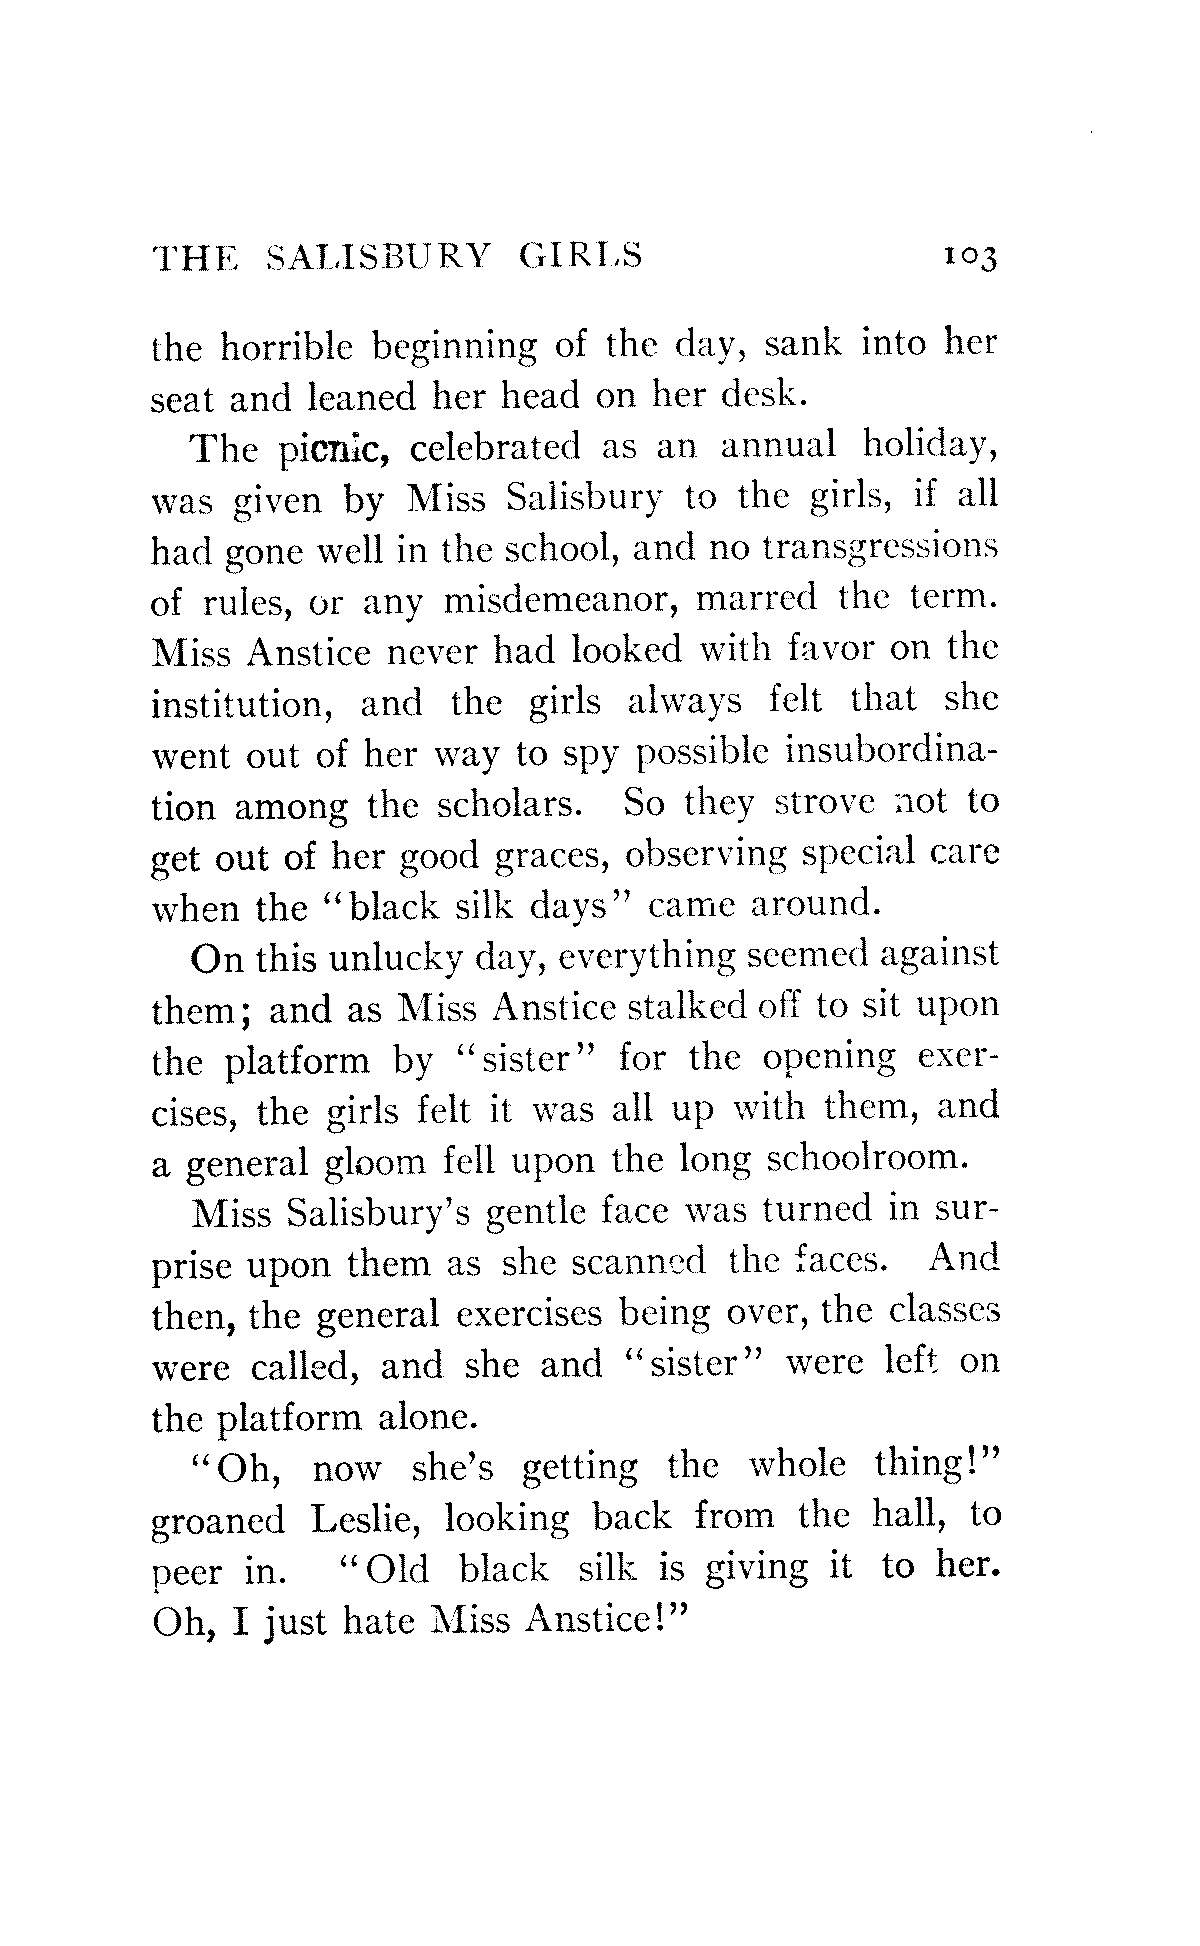 THE SALISBURY GIRLS 103
the horrible beginning of the day, sank into her
seat and leaned her head on her desk.
The picnic, celebrated as an annual holiday,
was given by Miss Salisbury to the girls, if all
had gone well in the school, and no transgressions
of rules, or any misdemeanor, marred the term.
Miss Anstice never had looked with favor on the
institution, and the girls always felt that she
went out of her way to spy possible insubordina-
tion among the scholars. So they strove not to
get out of her good graces, observing special care
when the "black silk days" came around.
On this unlucky day, everything seemed against
them; and as Miss Anstice stalked off to sit upon
the platform by "sister" for the opening exer-
cises, the girls felt it was all up with them, and
a general gloom fell upon the long schoolroom.
Miss Salisbury's gentle face was turned in sur-
prise upon them as she scanned the faces. And
then, the general exercises being over, the classes
were called, and she and "sister" were left on
the platform alone.
"Oh, now she's getting the whole thing!"
groaned Leslie, looking back from the hall, to
peer in. "Old black silk is giving it to her.
Oh, I just hate Miss Anstice!"